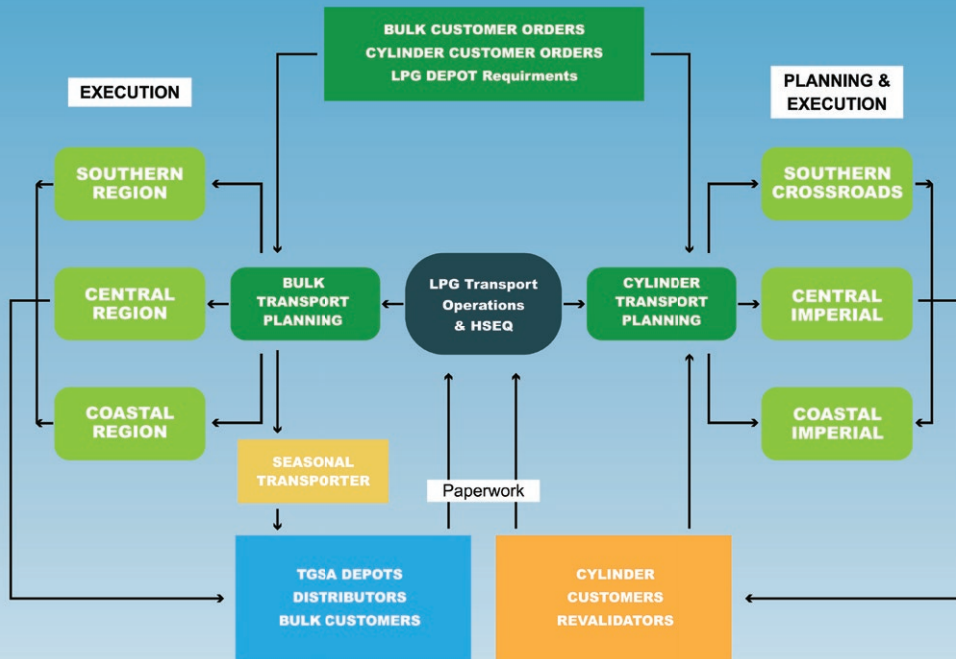 BULK CUSTOMER ORDERS
CYLINDER CUSTOMER ORDERS
LPG DEPOT Requirments
EXECUTION
PLANNING &
EXECUTION
SOUTHERN
REGION
SOUTHERN
CROSSROADS
CENTRAL
REGION
BULK
TRANSPORT
PLANNING
LPG Transport
Operations
& HSEQ
CYLINDER
TRANSPORT
PLANNING
CENTRAL
IMPERIAL
COASTAL
REGION
COASTAL
IMPERIAL
SEASONAL
TRANSPORTER
Paperwork
TGSA DEPOTS
DISTRIBUTORS
BULK CUSTOMERS
CYLINDER
CUSTOMERS
REVALIDATORS